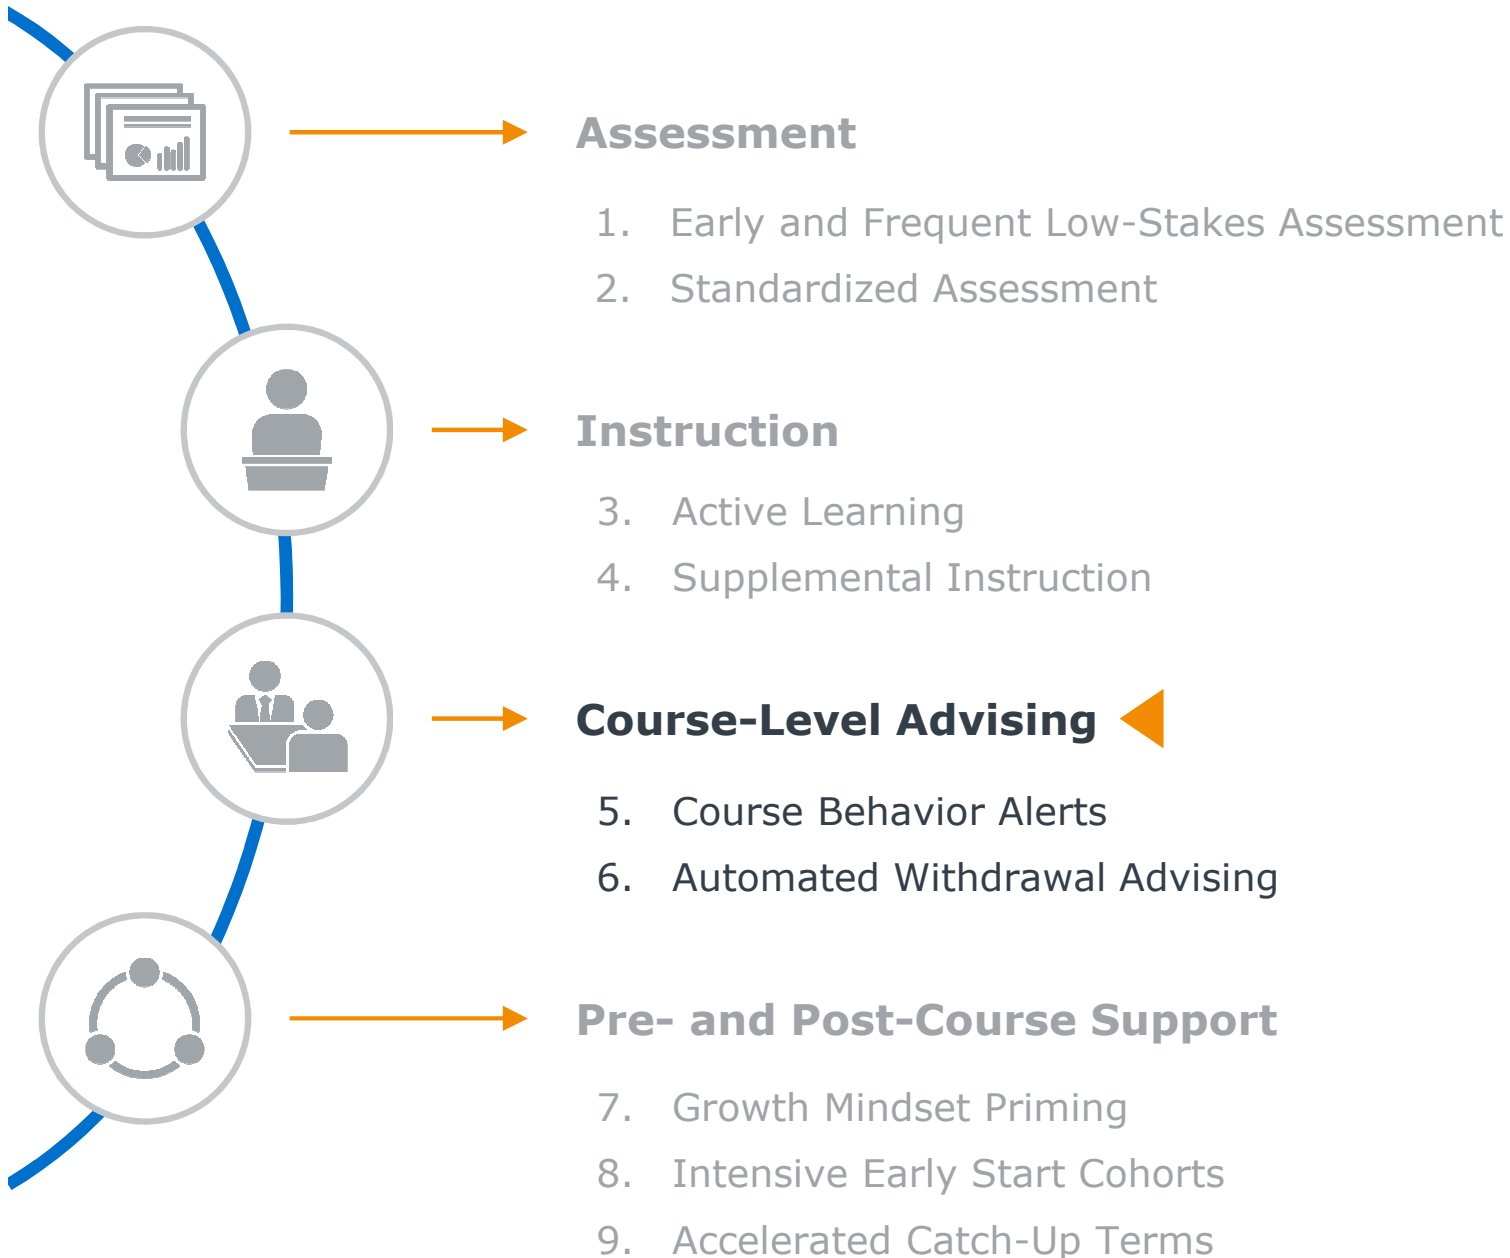 Assessment
1. Early and Frequent Low-Stakes Assessment
2. Standardized Assessment
Instruction
3. Active Learning
4. Supplemental Instruction
Course-Level Advising
5. Course Behavior Alerts
6. Automated Withdrawal Advising
Pre- and Post-Course Support
7. Growth Mindset Priming
8. Intensive Early Start Cohorts
9. Accelerated Catch-Up Terms